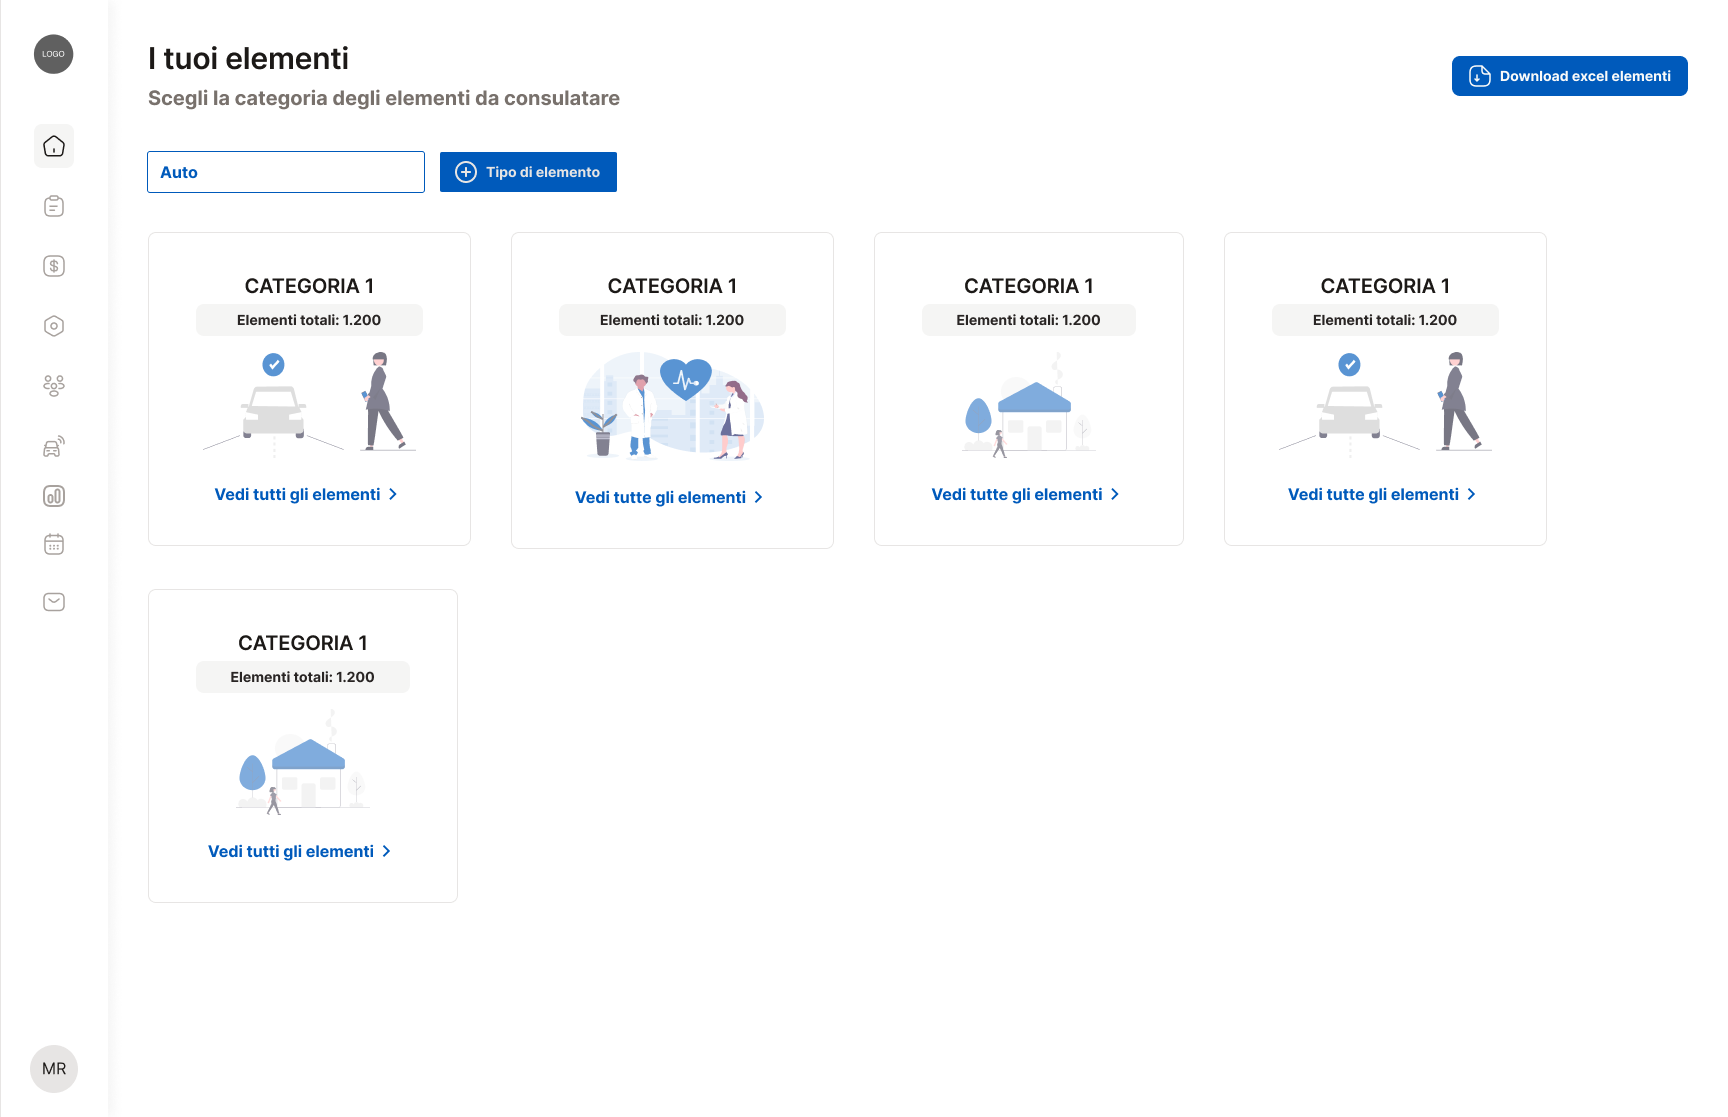 LOGO
I tuoi elementi
Scegli la categoria degli elementi da consulatare
Download excel elementi
Auto
Tipo di elemento
CATEGORIA 1
Elementi totali: 1.200
Vedi tutti gli elementi
CATEGORIA 1
Elementi totali: 1.200
Vedi tutte gli elementi
CATEGORIA 1
Elementi totali: 1.200
Vedi tutte gli elementi
CATEGORIA 1
Elementi totali: 1.200
Vedi tutte gli elementi
CATEGORIA 1
Elementi totali: 1.200
Vedi tutti gli elementi
MR